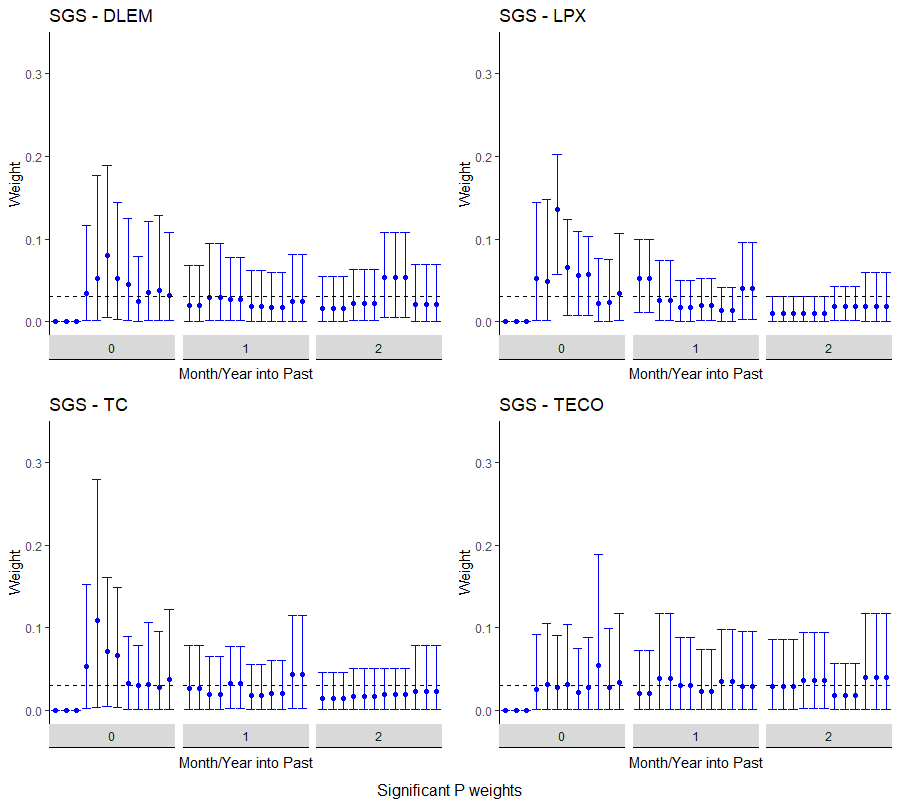 SGS - DLEM
Weight
0.3
0.2
0.1
0.0
0 1 2
Month/Year into Past
SGS - LPX
Weight
0.3
0.2
0.1
0.0
0 1 2
Month/Year into Past
SGS - TC
Weight
0.3
0.2
0.1
0.0
0 1 2
Month/Year into Past
SGS - TECO
Weight
0.3
0.2
0.1
0.0
0 1 2
Month/Year into Past
Significant P weights